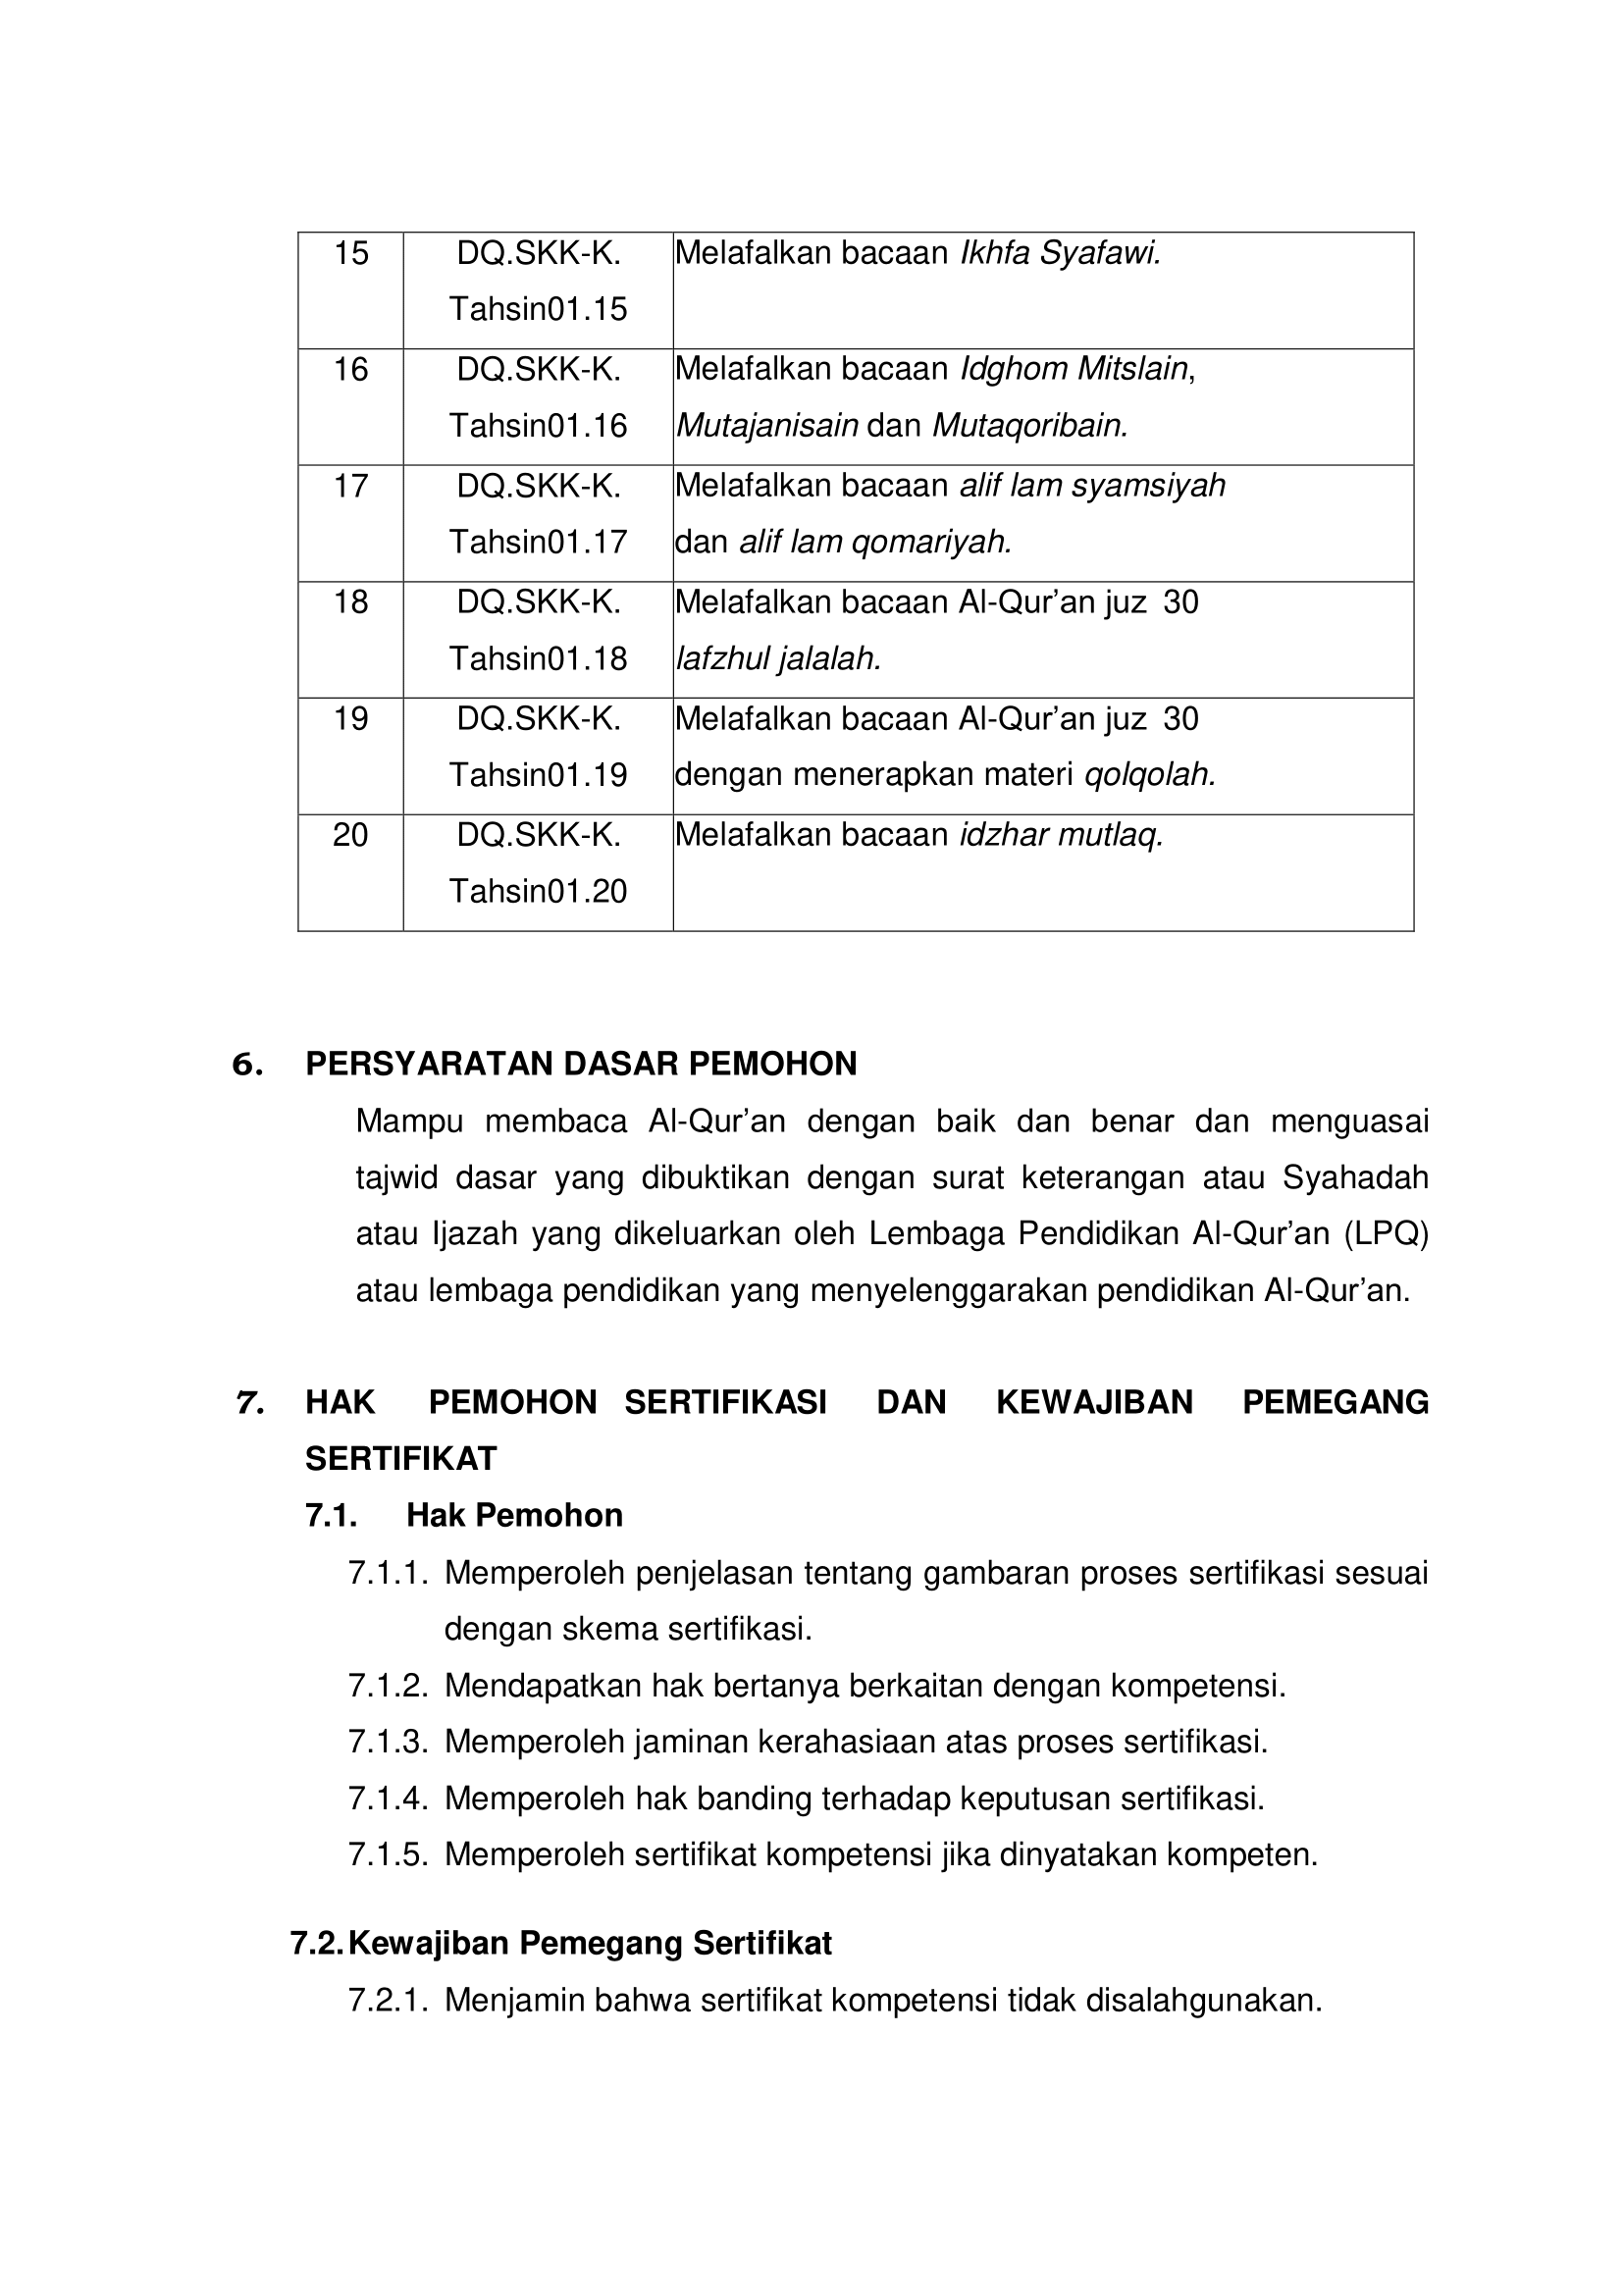 15 DQ.SKK-K. Melafalkan bacaan Ikhfa Syafawi.
Tahsin01.15
16 DQ.SKK-K. Melafalkan bacaan Idghom Mitslain,
Tahsin01.16 Mutajanisain dan Mutaqoribain.
17 DQ.SKK-K. Melafalkan bacaan alif lam syamsiyah
Tahsin01.17 dan alif lam qomariyah.
18 DQ.SKK-K. Melafalkan bacaan Al-Qur’an juz 30
Tahsin01.18 lafzhul jalalah.
19 DQ.SKK-K. Melafalkan bacaan Al-Qur’an juz 30
Tahsin01.19 dengan menerapkan materi qolqolah.
20 DQ.SKK-K. Melafalkan bacaan idzhar mutlaq.
Tahsin01.20
6. PERSYARATAN DASAR PEMOHON
Mampu membaca Al-Qur’an dengan baik dan benar dan menguasai
tajwid dasar yang dibuktikan dengan surat keterangan atau Syahadah
atau Ijazah yang dikeluarkan oleh Lembaga Pendidikan Al-Qur’an (LPQ)
atau lembaga pendidikan yang menyelenggarakan pendidikan Al-Qur’an.
7. HAK PEMOHON SERTIFIKASI DAN KEWAJIBAN PEMEGANG
SERTIFIKAT
7.1. Hak Pemohon
7.1.1. Memperoleh penjelasan tentang gambaran proses sertifikasi sesuai
dengan skema sertifikasi.
7.1.2. Mendapatkan hak bertanya berkaitan dengan kompetensi.
7.1.3. Memperoleh jaminan kerahasiaan atas proses sertifikasi.
7.1.4. Memperoleh hak banding terhadap keputusan sertifikasi.
7.1.5. Memperoleh sertifikat kompetensi jika dinyatakan kompeten.
7.2. Kewajiban Pemegang Sertifikat
7.2.1. Menjamin bahwa sertifikat kompetensi tidak disalahgunakan.